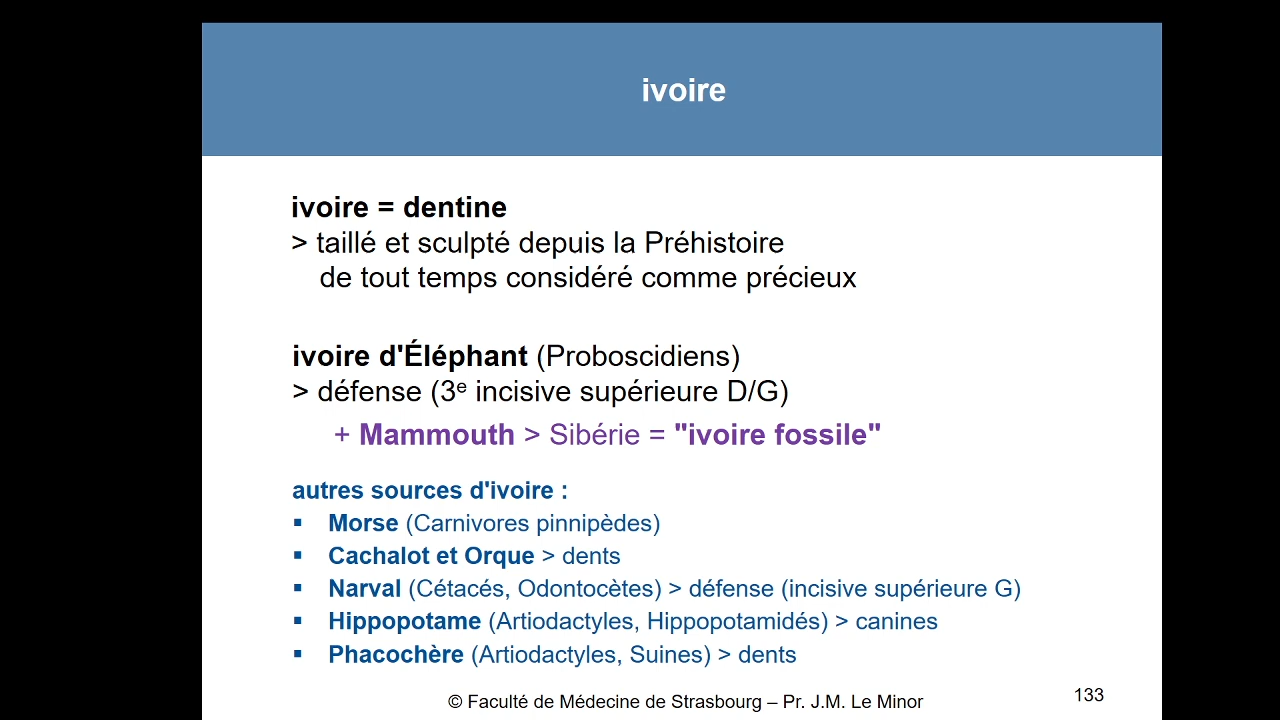 ivoire
ivoire = dentine
> taillé et sculpté depuis la Préhistoire
de tout temps considéré comme précieux
ivoire d'Éléphant (Proboscidiens)
> défense (3e incisive supérieure D/G)
+ Mammouth > Sibérie = "ivoire fossile"
autres sources d'ivoire :
▪ Morse (Carnivores pinnipèdes)
▪ Cachalot et Orque > dents
▪ Narval (Cétacés, Odontocètes) > défense (incisive supérieure G)
▪ Hippopotame (Artiodactyles, Hippopotamidés) > canines
▪ Phacochère (Artiodactyles, Suines) > dents
© Faculté de Médecine de Strasbourg – Pr. J.M. Le Minor
133